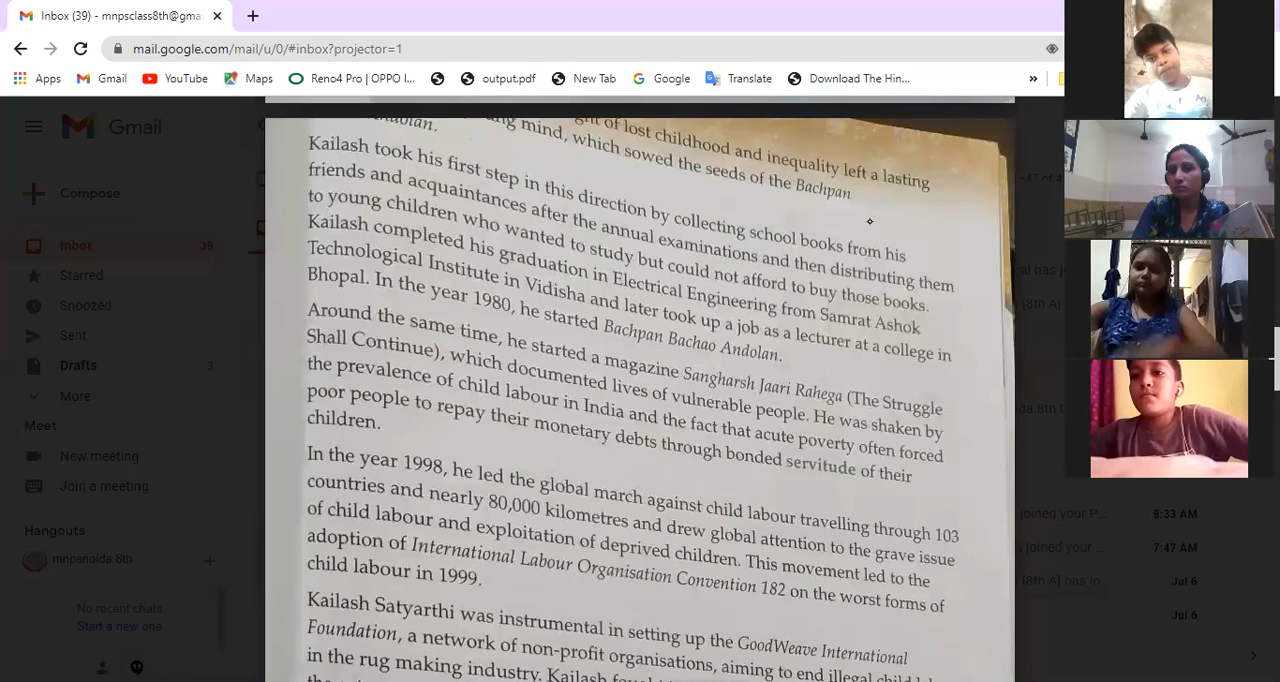 Inbox (39) - mnpsclass8th@gma
mail.google.com/mail/u/0/#inbox?projector=1
Apps Gmail YouTube Maps Reno4 Pro | OPPO I... output.pdf New Tab Google Translate Download The Hin... »
Gmail
Compose
Inbox 39
Starred
Snoozed
Sent
Drafts 3
More
Meet
New meeting
Join a meeting
Hangouts
mnpsnoida 8th
No recent chats
Start a new one
of lost childhood and inequality left a lasting
mind, which sowed the seeds of the Bachpan
Andolan.
Kailash took his first step in this direction by collecting school books from his
friends and acquaintances after the annual examinations and then distributing them
to young children who wanted to study but could not afford to buy those books.
Kailash completed his graduation in Electrical Engineering from Samrat Ashok
Technological Institute in Vidisha and later took up a job as a lecturer at a college in
Bhopal. In the year 1980, he started Bachpan Bachao Andolan.
Around the same time, he started a magazine Sangharsh Jaari Rahega (The Struggle
Shall Continue), which documented lives of vulnerable people. He was shaken by
the prevalence of child labour in India and the fact that acute poverty often forced
poor people to repay their monetary debts through bonded servitude of their
children.
In the year 1998, he led the global march against child labour travelling through 103
countries and nearly 80,000 kilometres and drew global attention to the grave issue
of child labour and exploitation of deprived children. This movement led to the
adoption of International Labour Organisation Convention 182 on the worst forms of
child labour in 1999.
Kailash Satyarthi was instrumental in setting up the GoodWeave International
Foundation, a network of non-profit organisations, aiming to end illegal child
in the rug making industry. Kailash
joined your P... 8:33 AM
joined your ... 7:47 AM
[8t A] has jo Jul 6
Jul 6